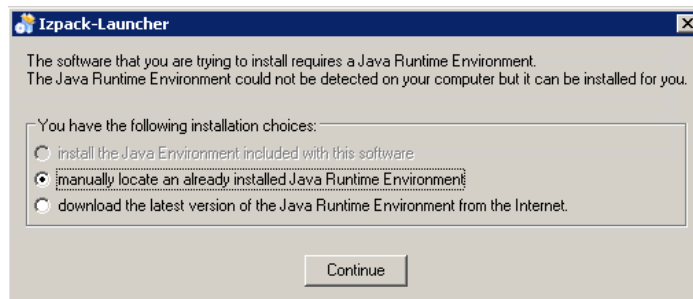 Izpack-Launcher
The software that you are trying to install requires a Java Runtime Environment.
The Java Runtime Environment could not be detected on your computer but it can be installed for you.
You have the following installation choices:
install the Java Environment included with this software
manually locate an already installed Java Runtime Environment
download the latest version of the Java Runtime Environment from the Internet.
Continue